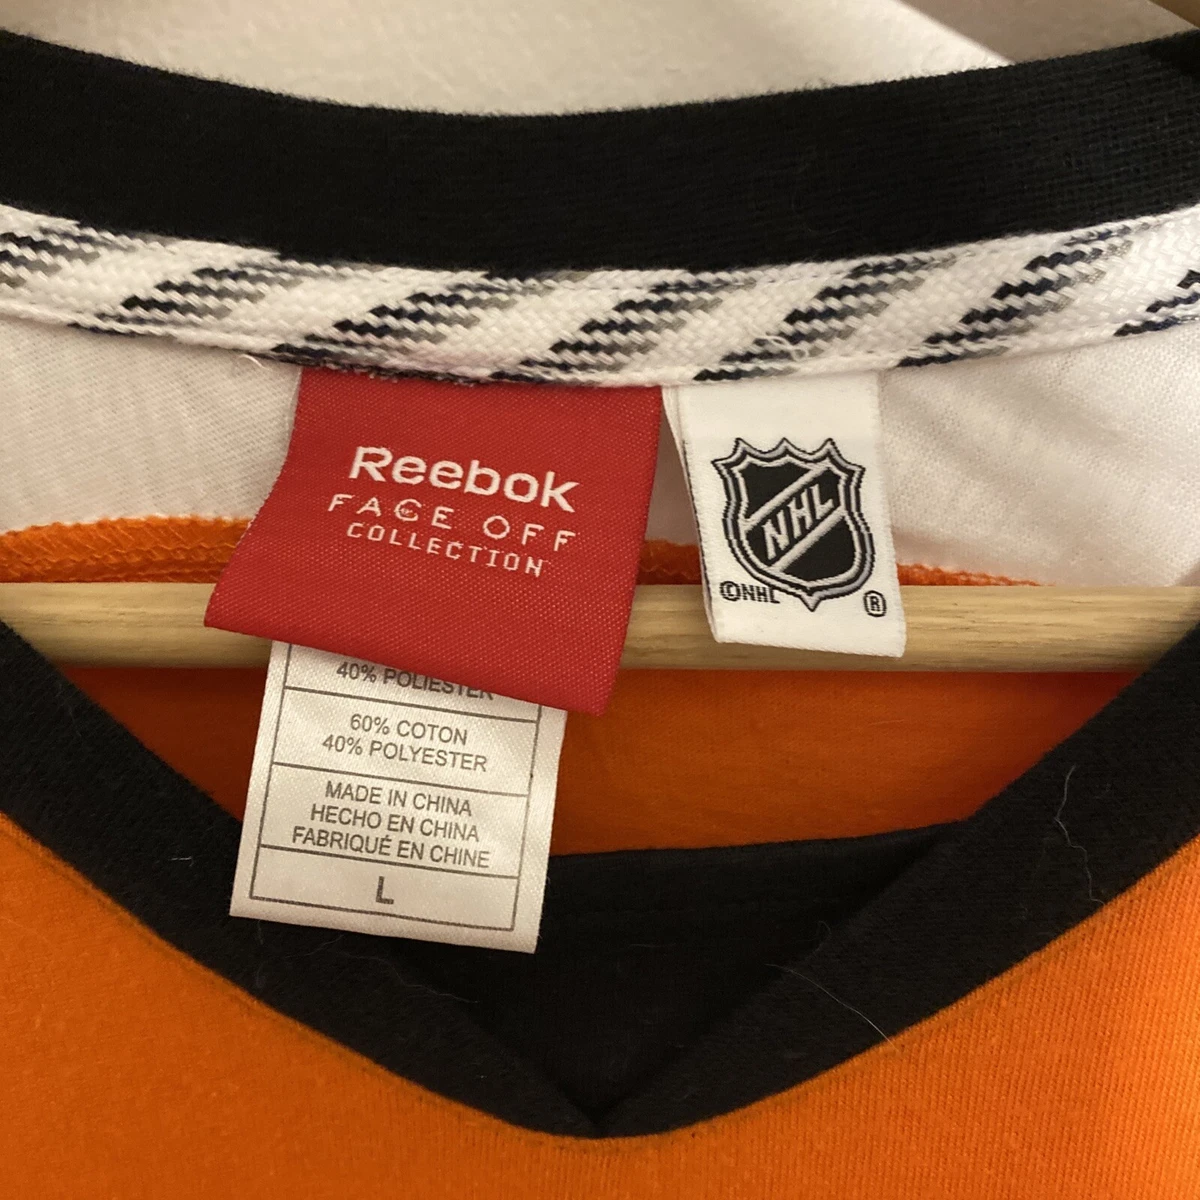 Reebok
FACE OFF
COLLECTION
NHL
©NHL ®
40% POLIESTER
60% COTON
40% POLYESTER
MADE IN CHINA
HECHO EN CHINA
FABRIQUÉ EN CHINE
L